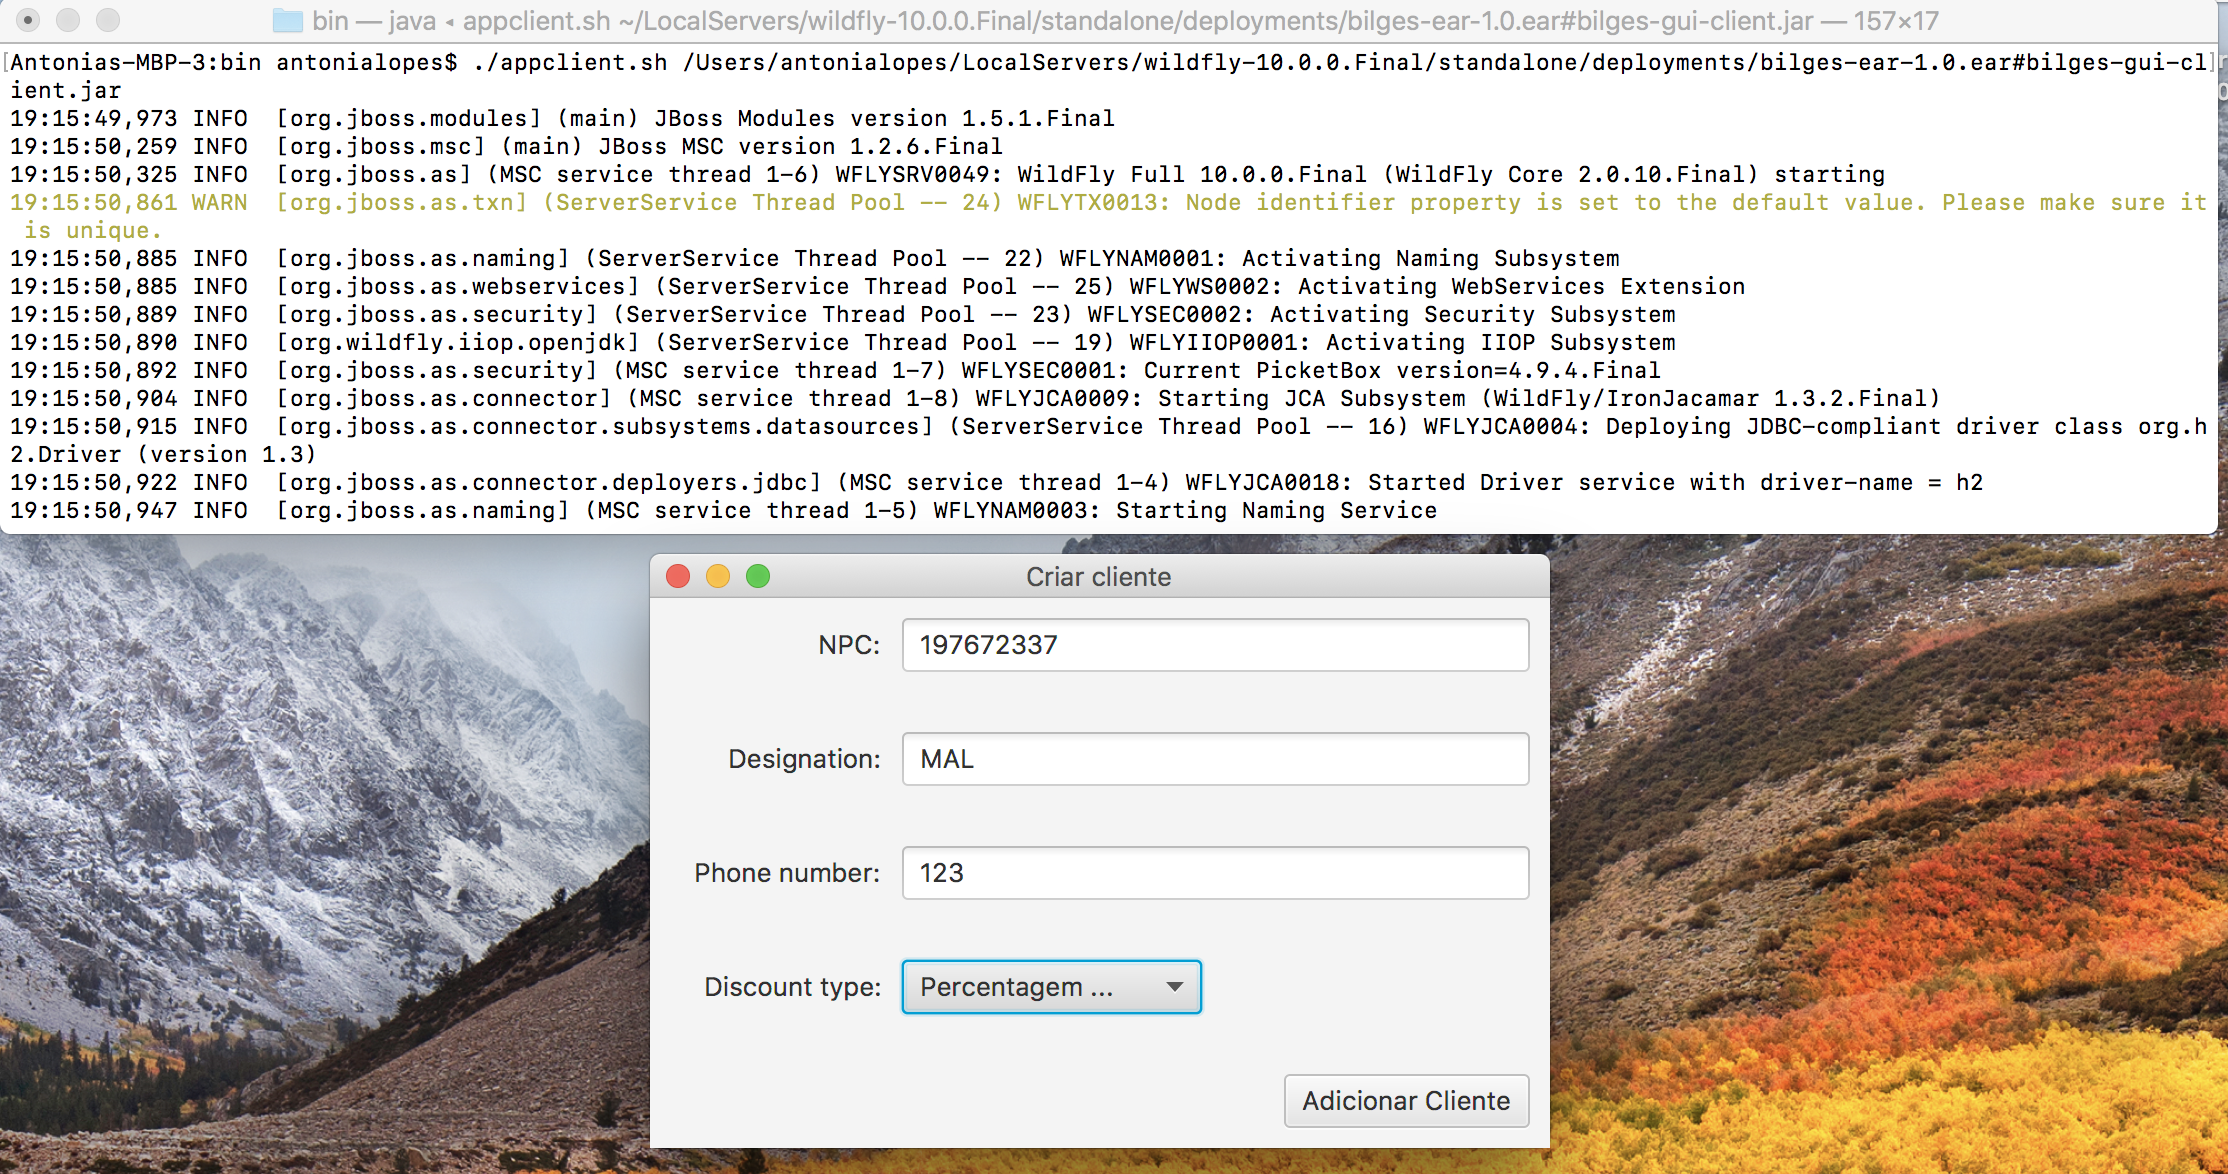 bin — java ◂ appclient.sh ~/LocalServers/wildfly-10.0.0.Final/standalone/deployments/bilges-ear-1.0.ear#bilges-gui-client.jar — 157×17
[Antonias-MBP-3:bin antonialopes$ ./appclient.sh /Users/antonialopes/LocalServers/wildfly-10.0.0.Final/standalone/deployments/bilges-ear-1.0.ear#bilges-gui-cl]
ient.jar
19:15:49,973 INFO  [org.jboss.modules] (main) JBoss Modules version 1.5.1.Final
19:15:50,259 INFO  [org.jboss.msc] (main) JBoss MSC version 1.2.6.Final
19:15:50,325 INFO  [org.jboss.as] (MSC service thread 1-6) WFLYSRV0049: WildFly Full 10.0.0.Final (WildFly Core 2.0.10.Final) starting
19:15:50,861 WARN  [org.jboss.as.txn] (ServerService Thread Pool -- 24) WFLYTX0013: Node identifier property is set to the default value. Please make sure it
 is unique.
19:15:50,885 INFO  [org.jboss.as.naming] (ServerService Thread Pool -- 22) WFLYNAM0001: Activating Naming Subsystem
19:15:50,885 INFO  [org.jboss.as.webservices] (ServerService Thread Pool -- 25) WFLYWS0002: Activating WebServices Extension
19:15:50,889 INFO  [org.jboss.as.security] (ServerService Thread Pool -- 23) WFLYSEC0002: Activating Security Subsystem
19:15:50,890 INFO  [org.wildfly.iiop.openjdk] (ServerService Thread Pool -- 19) WFLYIIOP0001: Activating IIOP Subsystem
19:15:50,892 INFO  [org.jboss.as.security] (MSC service thread 1-7) WFLYSEC0001: Current PicketBox version=4.9.4.Final
19:15:50,904 INFO  [org.jboss.as.connector] (MSC service thread 1-8) WFLYJCA0009: Starting JCA Subsystem (WildFly/IronJacamar 1.3.2.Final)
19:15:50,915 INFO  [org.jboss.as.connector.subsystems.datasources] (ServerService Thread Pool -- 16) WFLYJCA0004: Deploying JDBC-compliant driver class org.h
2.Driver (version 1.3)
19:15:50,922 INFO  [org.jboss.as.connector.deployers.jdbc] (MSC service thread 1-4) WFLYJCA0018: Started Driver service with driver-name = h2
19:15:50,947 INFO  [org.jboss.as.naming] (MSC service thread 1-5) WFLYNAM0003: Starting Naming Service
Criar cliente
NPC: 197672337
Designation: MAL
Phone number: 123
Discount type: Percentagem ...
Adicionar Cliente